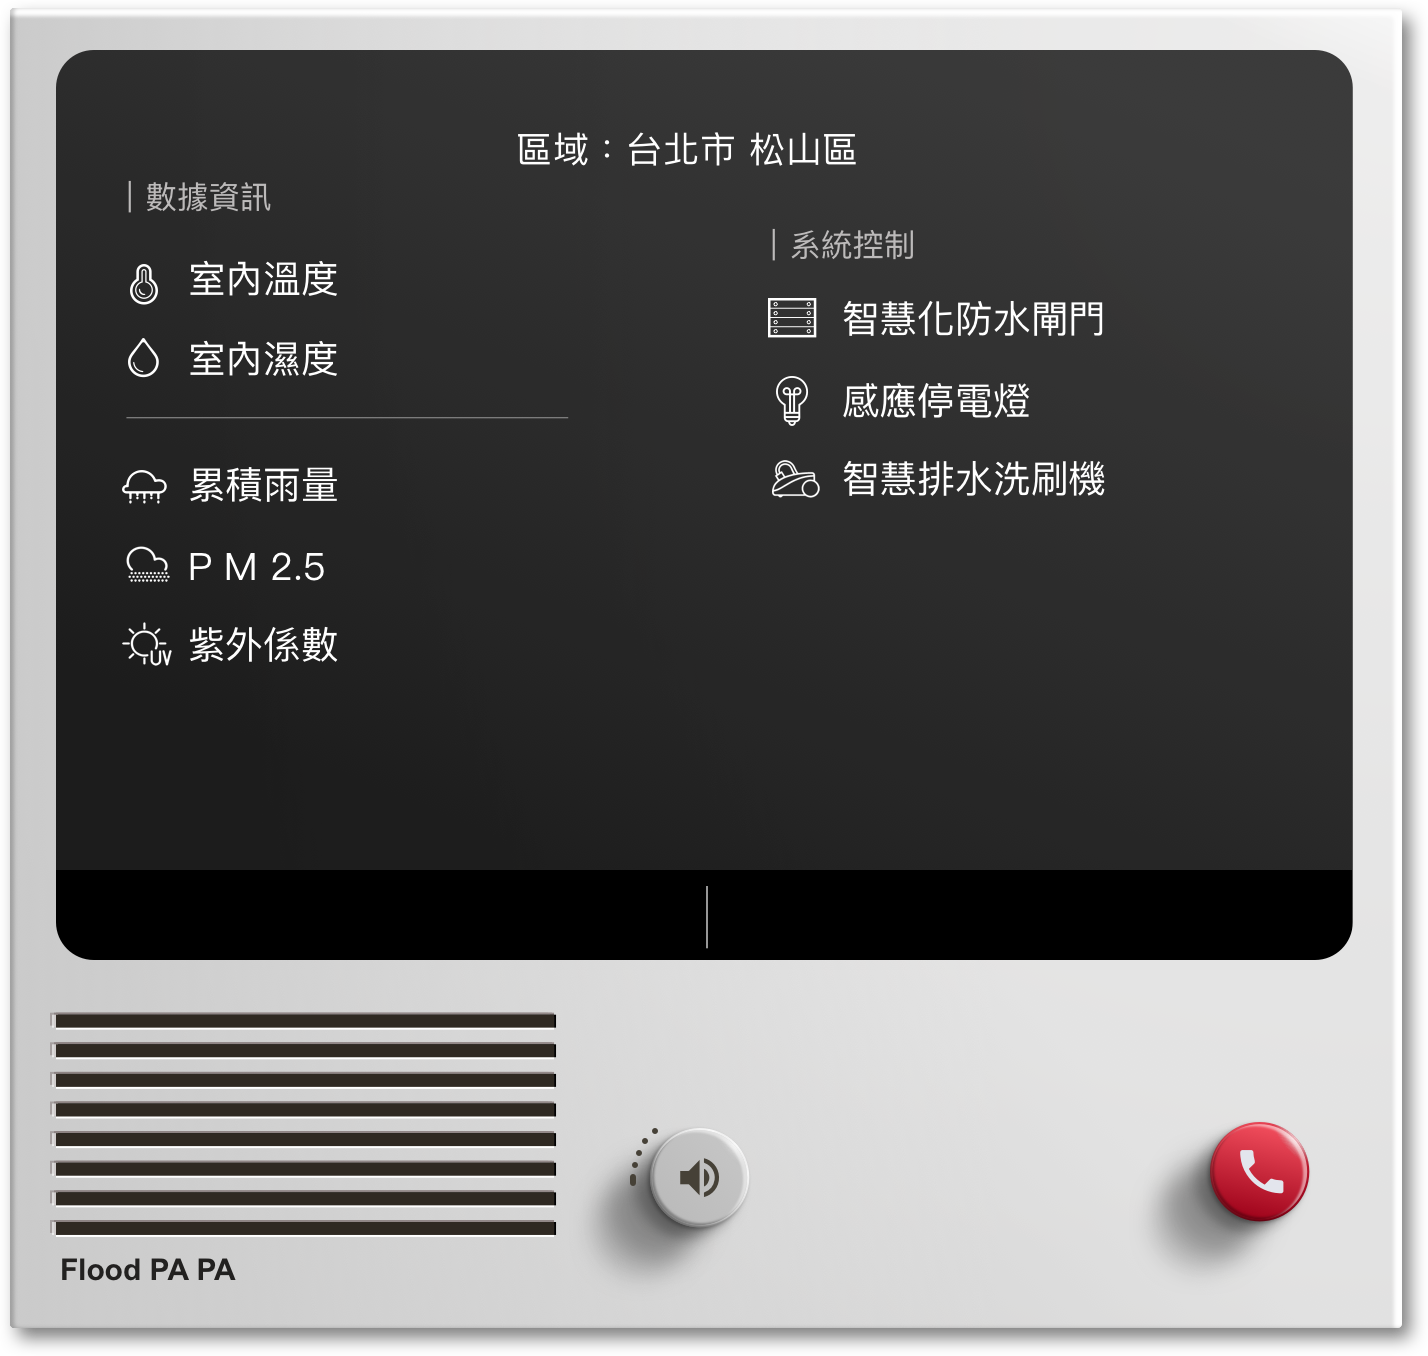 區域：台北市 松山區
｜數據資訊
室內溫度
室內濕度
累積雨量
P M 2.5
UV 紫外係數
｜系統控制
智慧化防水閘門
感應停電燈
智慧排水洗刷機
Flood PA PA